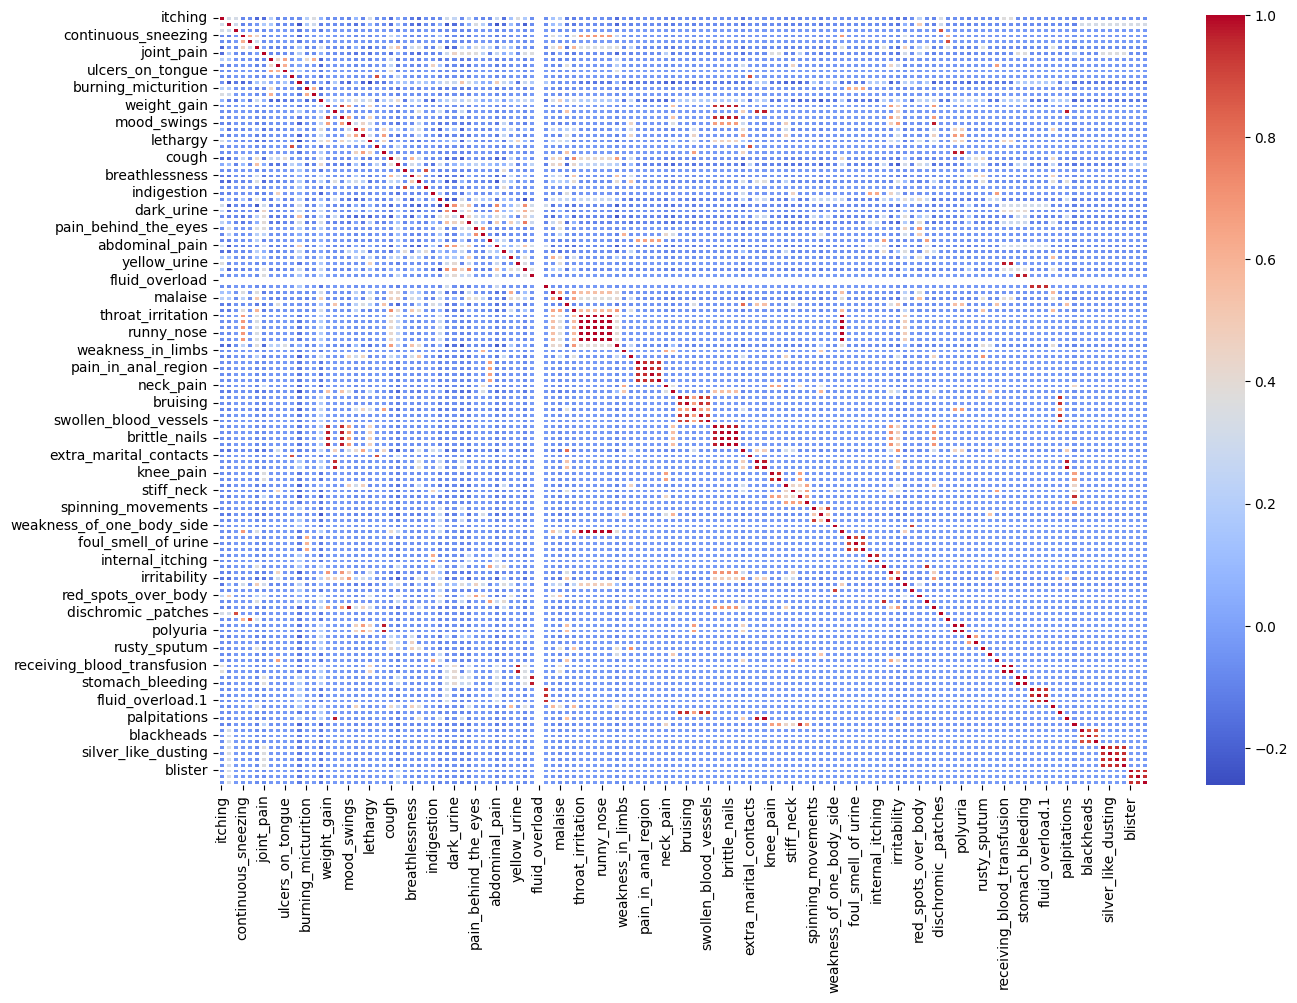 itching
continuous_sneezing
joint_pain
ulcers_on_tongue
burning_micturition
weight_gain
mood_swings
lethargy
cough
breathlessness
indigestion
dark_urine
pain_behind_the_eyes
abdominal_pain
yellow_urine
fluid_overload
malaise
throat_irritation
runny_nose
weakness_in_limbs
pain_in_anal_region
neck_pain
bruising
swollen_blood_vessels
brittle_nails
extra_marital_contacts
knee_pain
stiff_neck
spinning_movements
weakness_of_one_body_side
foul_smell_of urine
internal_itching
irritability
red_spots_over_body
dischromic _patches
polyuria
rusty_sputum
receiving_blood_transfusion
stomach_bleeding
fluid_overload.1
palpitations
blackheads
silver_like_dusting
blister
itching
continuous_sneezing
joint_pain
ulcers_on_tongue
burning_micturition
weight_gain
mood_swings
lethargy
cough
breathlessness
indigestion
dark_urine
pain_behind_the_eyes
abdominal_pain
yellow_urine
fluid_overload
malaise
throat_irritation
runny_nose
weakness_in_limbs
pain_in_anal_region
neck_pain
bruising
swollen_blood_vessels
brittle_nails
extra_marital_contacts
knee_pain
stiff_neck
spinning_movements
weakness_of_one_body_side
foul_smell_of urine
internal_itching
irritability
red_spots_over_body
dischromic _patches
polyuria
rusty_sputum
receiving_blood_transfusion
stomach_bleeding
fluid_overload.1
palpitations
blackheads
silver_like_dusting
blister
1.0
0.8
0.6
0.4
0.2
0.0
−0.2